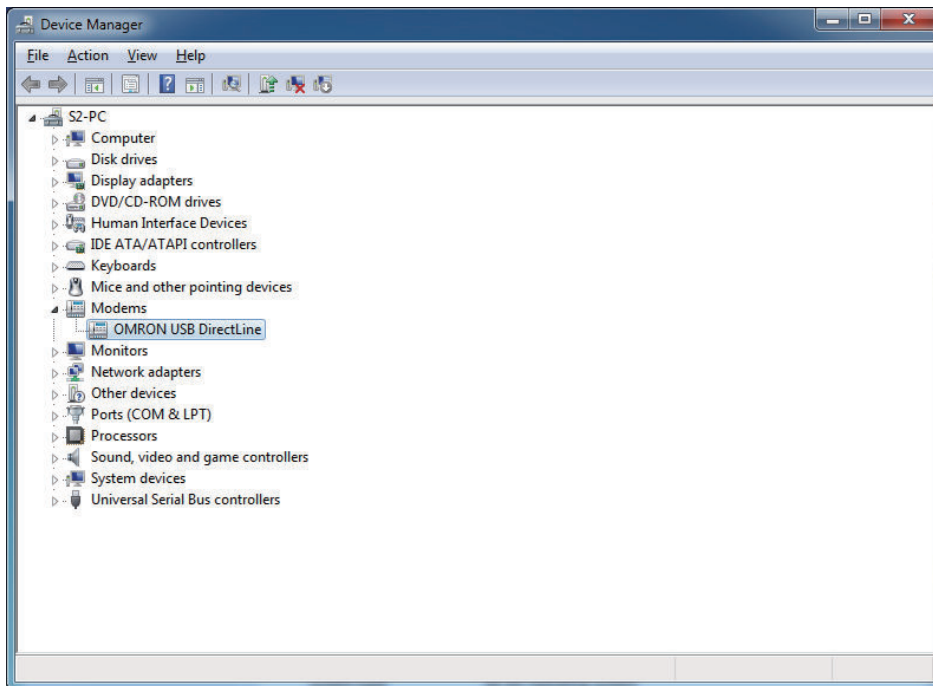 Device Manager
File Action View Help
S2-PC
Computer
Disk drives
Display adapters
DVD/CD-ROM drives
Human Interface Devices
IDE ATA/ATAPI controllers
Keyboards
Mice and other pointing devices
Modems
OMRON USB DirectLine
Monitors
Network adapters
Other devices
Ports (COM & LPT)
Processors
Sound, video and game controllers
System devices
Universal Serial Bus controllers